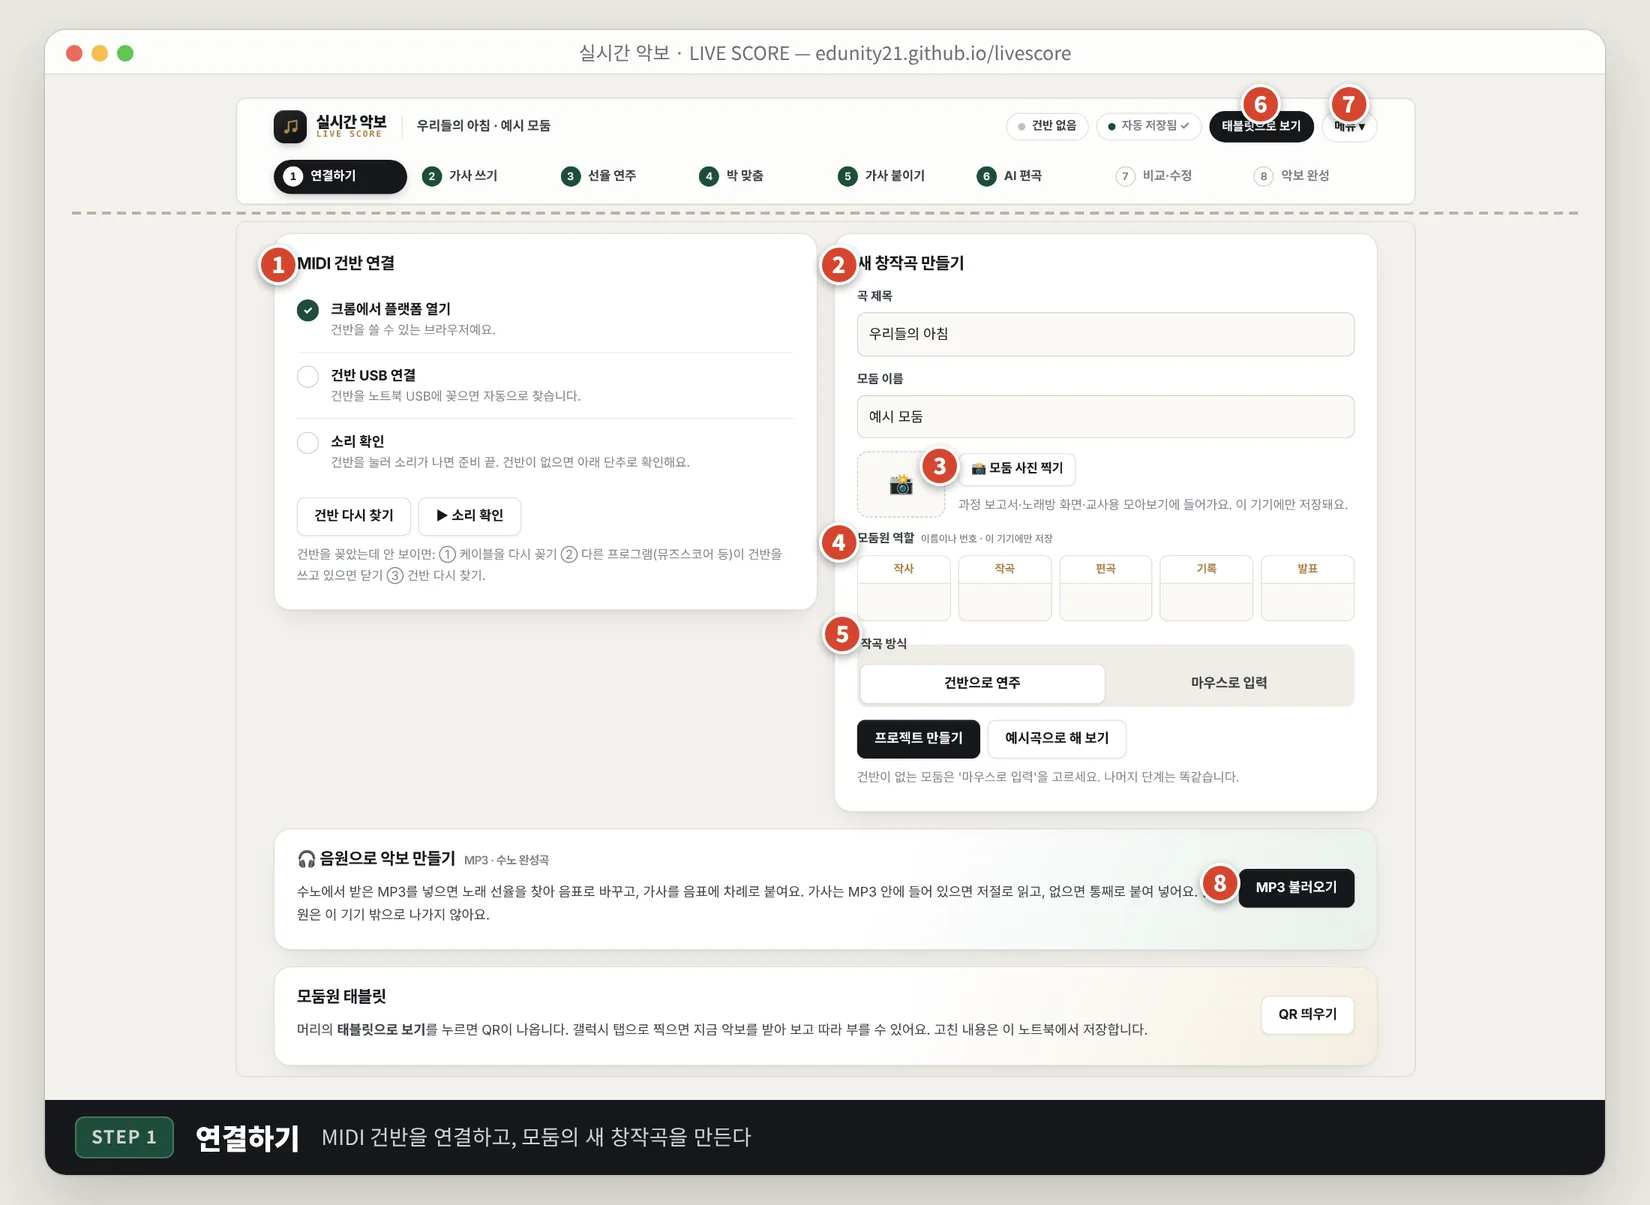 실시간 악보 · LIVE SCORE — edunity21.github.io/livescore
실시간 악보
LIVE SCORE
우리들의 아침 · 예시 모둠
건반 없음
자동 저장됨 ✓
태블릿으로 보기
6
메뉴 ▾
7
1 연결하기
2 가사 쓰기
3 선율 연주
4 박 맞춤
5 가사 붙이기
6 AI 편곡
7 비교·수정
8 악보 완성
1 MIDI 건반 연결
크롬에서 플랫폼 열기
건반을 쓸 수 있는 브라우저예요.
건반 USB 연결
건반을 노트북 USB에 꽂으면 자동으로 찾습니다.
소리 확인
건반을 눌러 소리가 나면 준비 끝. 건반이 없으면 아래 단추로 확인해요.
건반 다시 찾기
▶ 소리 확인
건반을 꽂았는데 안 보이면: ① 케이블을 다시 꽂기 ② 다른 프로그램(뮤즈스코어 등)이 건반을
쓰고 있으면 닫기 ③ 건반 다시 찾기.
2 새 창작곡 만들기
곡 제목
우리들의 아침
모둠 이름
예시 모둠
3
모둠 사진 찍기
과정 보고서·노래방 화면·교사용 모아보기에 들어가요. 이 기기에만 저장돼요.
4 모둠원 역할 이름이나 번호 · 이 기기에만 저장
작사
작곡
편곡
기록
발표
5 작곡 방식
건반으로 연주
마우스로 입력
프로젝트 만들기
예시곡으로 해 보기
건반이 없는 모둠은 '마우스로 입력'을 고르세요. 나머지 단계는 똑같습니다.
음원으로 악보 만들기 MP3 · 수노 완성곡
수노에서 받은 MP3를 넣으면 노래 선율을 찾아 음표로 바꾸고, 가사를 음표에 차례로 붙여요. 가사는 MP3 안에 들어 있으면 저절로 읽고, 없으면 통째로 붙여 넣어요.
원은 이 기기 밖으로 나가지 않아요.
8
MP3 불러오기
모둠원 태블릿
머리의 태블릿으로 보기를 누르면 QR이 나옵니다. 갤럭시 탭으로 찍으면 지금 악보를 받아 보고 따라 부를 수 있어요. 고친 내용은 이 노트북에서 저장합니다.
QR 띄우기
STEP 1
연결하기
MIDI 건반을 연결하고, 모둠의 새 창작곡을 만든다